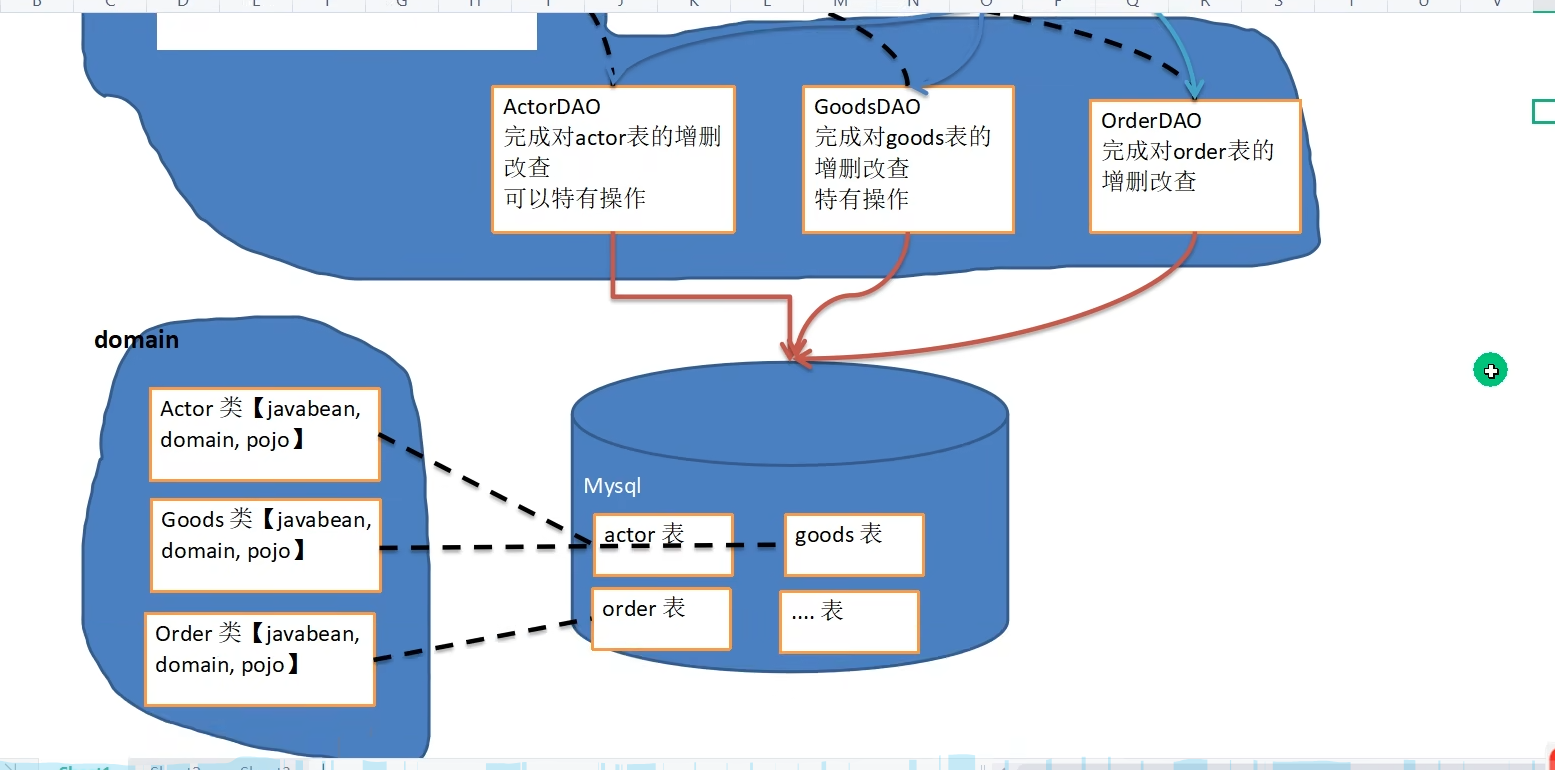 ActorDAO
完成对actor表的增删
改查
可以特有操作
GoodsDAO
完成对goods表的
增删改查
特有操作
OrderDAO
完成对order表的
增删改查
domain
Actor 类【javabean,
domain, pojo】
Goods 类【javabean,
domain, pojo】
Order 类【javabean,
domain, pojo】
Mysql
actor 表
goods 表
order 表
.... 表